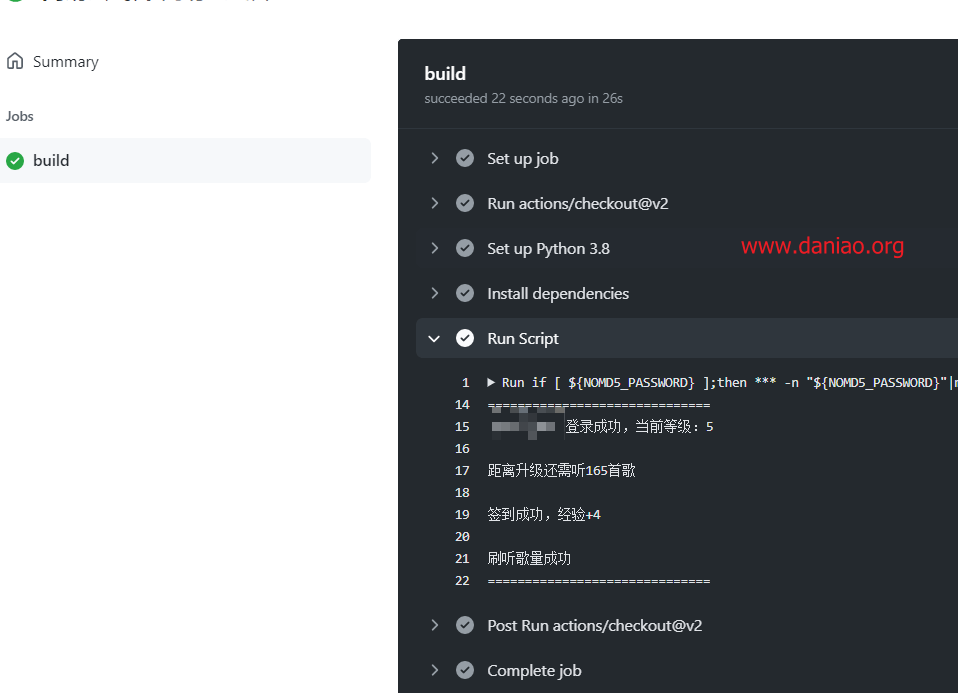 Summary
Jobs
build
build
succeeded 22 seconds ago in 26s
Set up job
Run actions/checkout@v2
Set up Python 3.8
www.daniao.org
Install dependencies
Run Script
1 ▶ Run if [ ${NOMD5_PASSWORD} ];then *** -n "${NOMD5_PASSWORD}"|
14 ==============================
15 登录成功，当前等级：5
16
17 距离升级还需听165首歌
18
19 签到成功，经验+4
20
21 刷听歌量成功
22 ==============================
Post Run actions/checkout@v2
Complete job